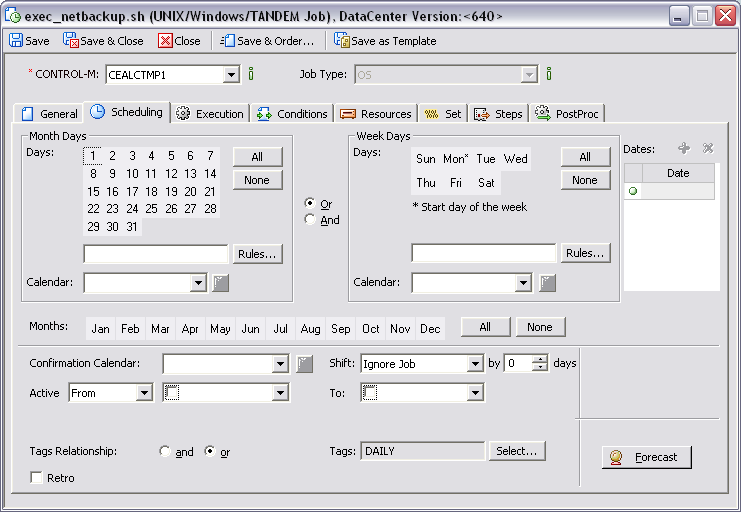 exec_netbackup.sh (UNIX/Windows/TANDEM Job), DataCenter Version:<640>
Save Save & Close Close Save & Order... Save as Template
* CONTROL-M: CEALCTMP1 Job Type: OS
General Scheduling Execution Conditions Resources Set Steps PostProc
Month Days
Days:
1 2 3 4 5 6 7
8 9 10 11 12 13 14
15 16 17 18 19 20 21
22 23 24 25 26 27 28
29 30 31
All
None
Rules...
Calendar:
Or
And
Week Days
Days:
Sun Mon* Tue Wed
Thu Fri Sat
* Start day of the week
All
None
Rules...
Calendar:
Dates:
Date
Months: Jan Feb Mar Apr May Jun Jul Aug Sep Oct Nov Dec All None
Confirmation Calendar: Shift: Ignore Job by 0 days
Active From To:
Tags Relationship: and or Tags: DAILY Select...
Forecast
Retro